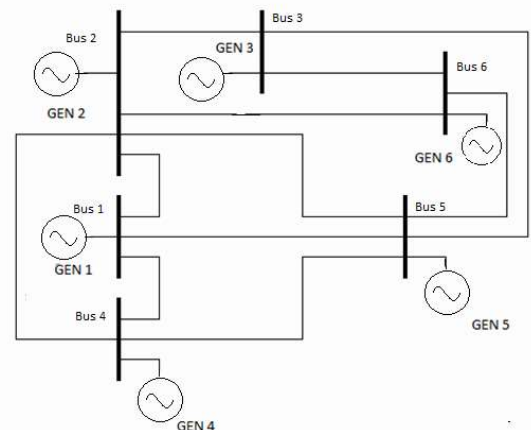 Bus 3
Bus 2
GEN 3
Bus 6
GEN 2
GEN 6
Bus 1
Bus 5
GEN 1
Bus 4
GEN 5
GEN 4